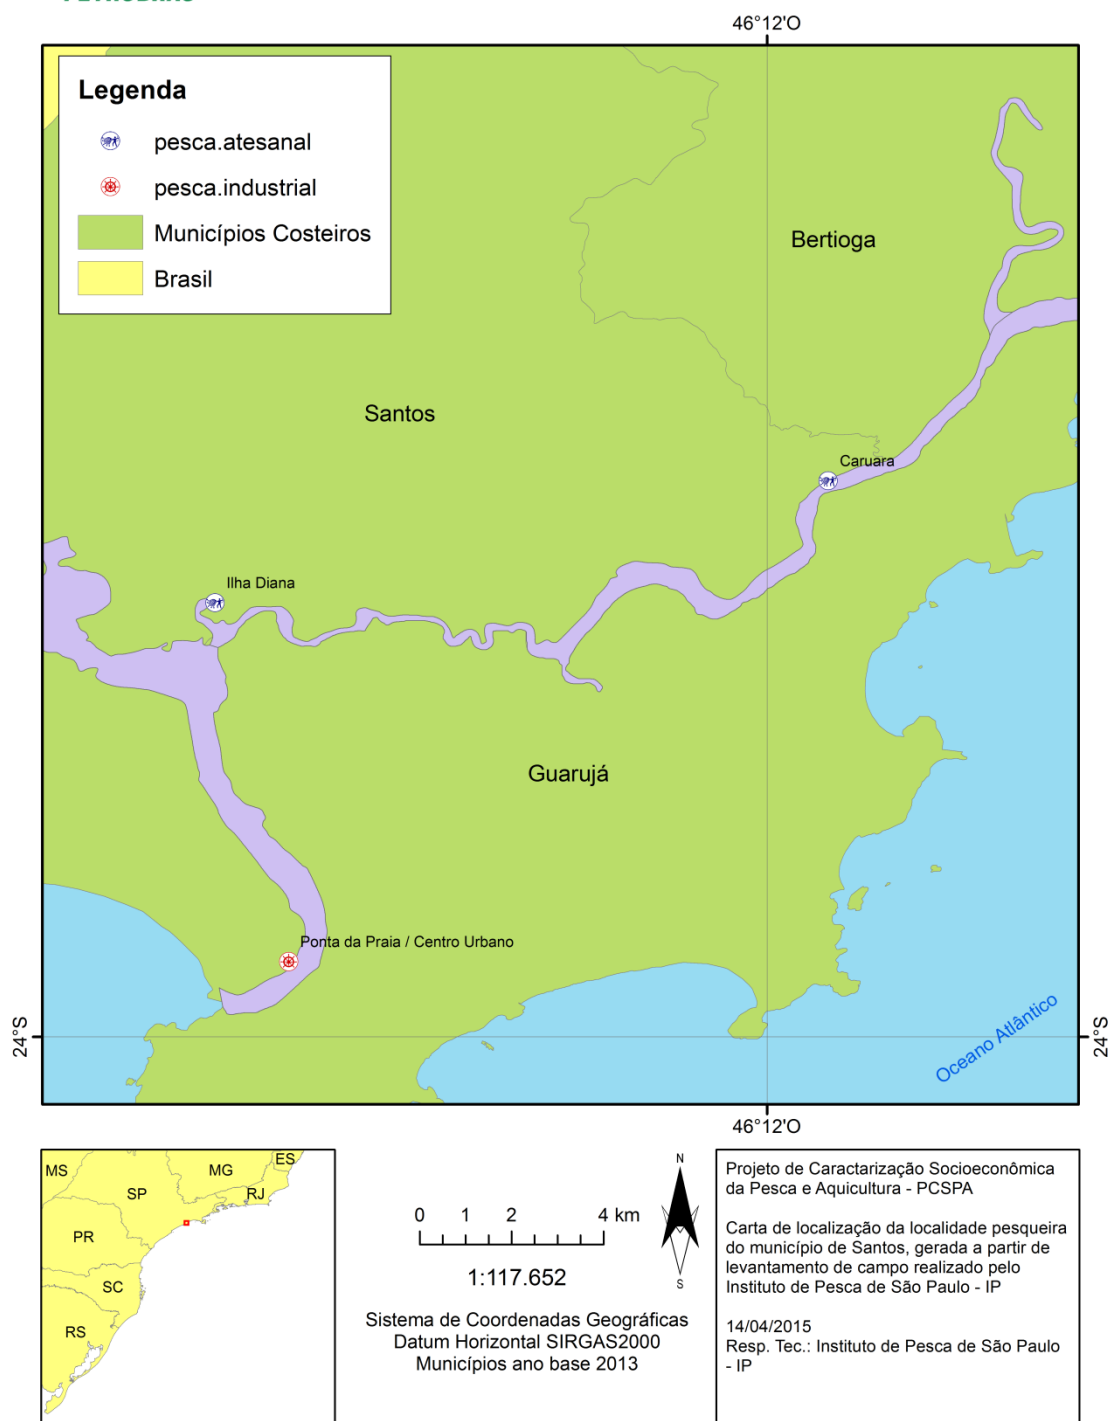 PETROBRAS
46°12'O
Legenda
pesca.atesanal
pesca.industrial
Municípios Costeiros
Brasil
Bertioga
Santos
Caruara
Ilha Diana
Guarujá
Ponta da Praia / Centro Urbano
Oceano Atlântico
24°S
24°S
46°12'O
MS
MG
ES
SP
RJ
PR
SC
RS
0 1 2 4 km
1:117.652
Sistema de Coordenadas Geográficas
Datum Horizontal SIRGAS2000
Municípios ano base 2013
N
S
Projeto de Caractarização Socioeconômica
da Pesca e Aquicultura - PCSPA
Carta de localização da localidade pesqueira
do município de Santos, gerada a partir de
levantamento de campo realizado pelo
Instituto de Pesca de São Paulo - IP
14/04/2015
Resp. Tec.: Instituto de Pesca de São Paulo
- IP